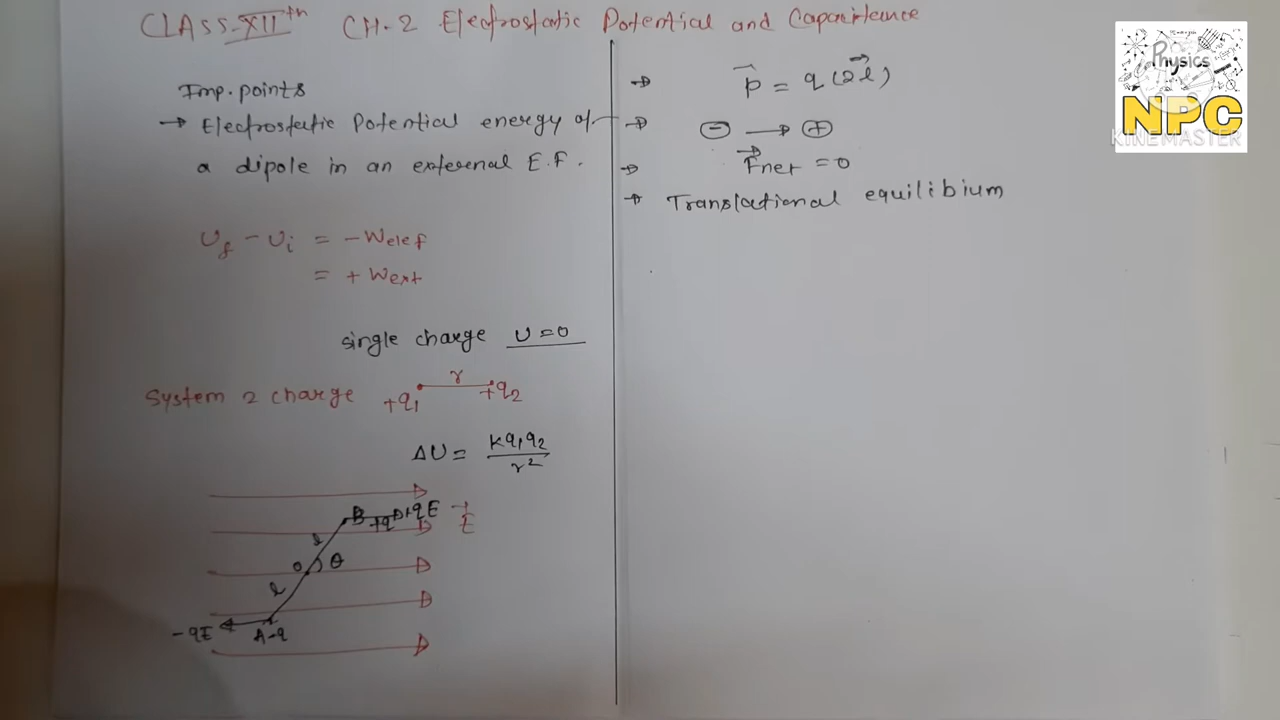 CLASS-XIIth CH-2 Electrostatic Potential and Capacitance
Imp. points
→ Electrostatic Potential energy of
a dipole in an external E.F.
Uf - Ui = -Welef
= + Wext
single charge U=0
System 2 charge +q1 r +q2
ΔU = kq1q2/r2
B +q +qE E
l
O θ
l
-qE A-q
→ p = q(2l)
→ - → +
→ Fnet = 0
→ Translational equilibium
Physics
NPC
KINEMASTER